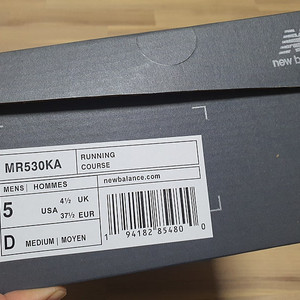 new bal
MR530KA
RUNNING
COURSE
MENS | HOMMES
newbalance.com
5 USA 4½ UK
37½ EUR
D MEDIUM | MOYEN
1 94182 85480 0